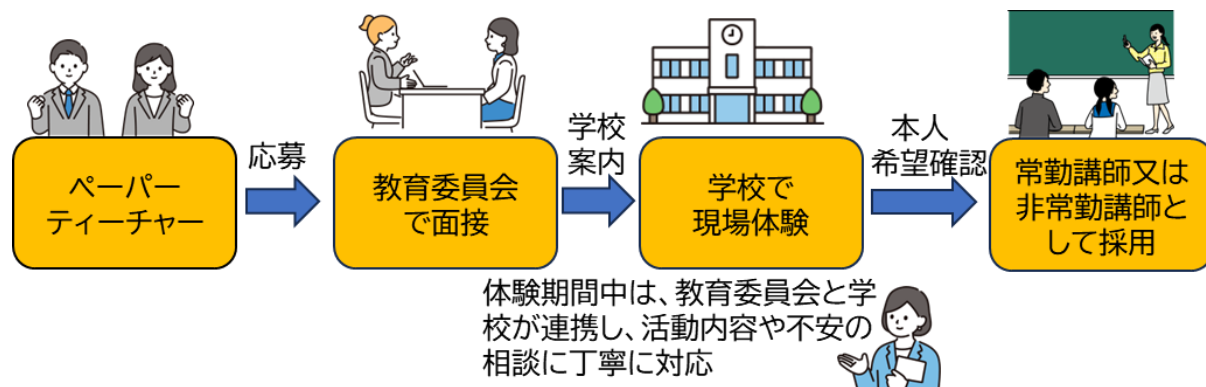 ペーパー
ティーチャー
応募
教育委員会
で面接
学校
案内
学校で
現場体験
本人
希望確認
常勤講師又は
非常勤講師と
して採用
体験期間中は、教育委員会と学
校が連携し、活動内容や不安の
相談に丁寧に対応